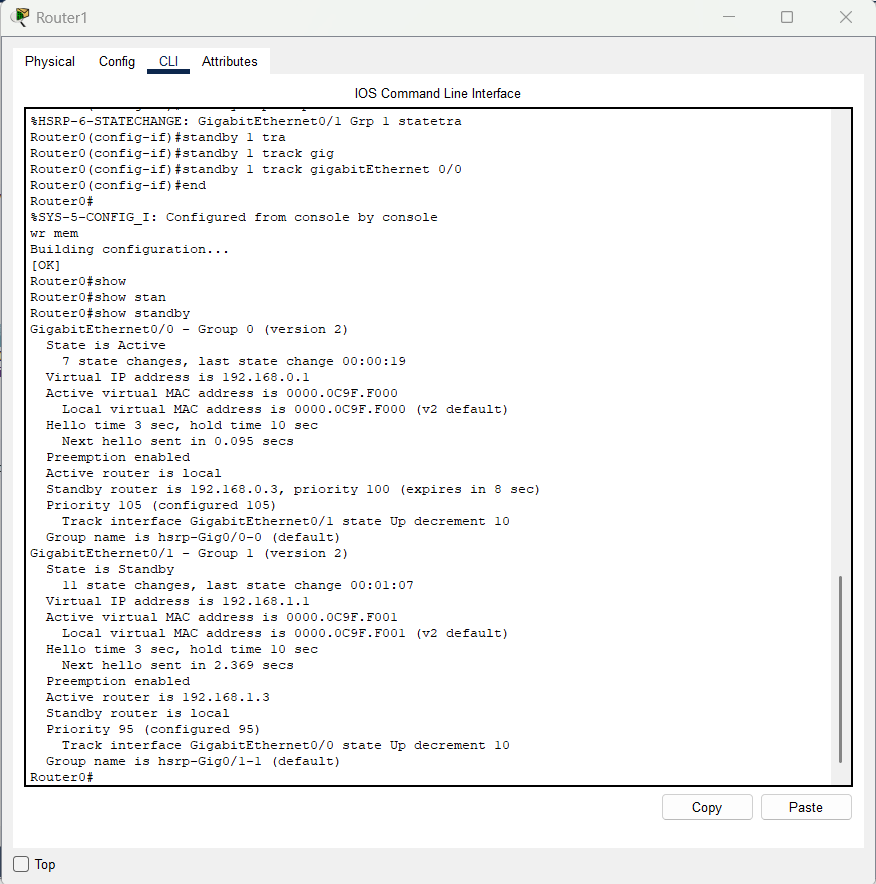 Router1
Physical Config CLI Attributes
IOS Command Line Interface
%HSRP-6-STATECHANGE: GigabitEthernet0/1 Grp 1 statetra
Router0(config-if)#standby 1 tra
Router0(config-if)#standby 1 track gig
Router0(config-if)#standby 1 track gigabitEthernet 0/0
Router0(config-if)#end
Router0#
%SYS-5-CONFIG_I: Configured from console by console
wr mem
Building configuration...
[OK]
Router0#show
Router0#show stan
Router0#show standby
GigabitEthernet0/0 - Group 0 (version 2)
  State is Active
    7 state changes, last state change 00:00:19
  Virtual IP address is 192.168.0.1
  Active virtual MAC address is 0000.0C9F.F000
    Local virtual MAC address is 0000.0C9F.F000 (v2 default)
  Hello time 3 sec, hold time 10 sec
    Next hello sent in 0.095 secs
  Preemption enabled
  Active router is local
  Standby router is 192.168.0.3, priority 100 (expires in 8 sec)
  Priority 105 (configured 105)
    Track interface GigabitEthernet0/1 state Up decrement 10
  Group name is hsrp-Gig0/0-0 (default)
GigabitEthernet0/1 - Group 1 (version 2)
  State is Standby
    11 state changes, last state change 00:01:07
  Virtual IP address is 192.168.1.1
  Active virtual MAC address is 0000.0C9F.F001
    Local virtual MAC address is 0000.0C9F.F001 (v2 default)
  Hello time 3 sec, hold time 10 sec
    Next hello sent in 2.369 secs
  Preemption enabled
  Active router is 192.168.1.3
  Standby router is local
  Priority 95 (configured 95)
    Track interface GigabitEthernet0/0 state Up decrement 10
  Group name is hsrp-Gig0/1-1 (default)
Router0#
Copy Paste
Top